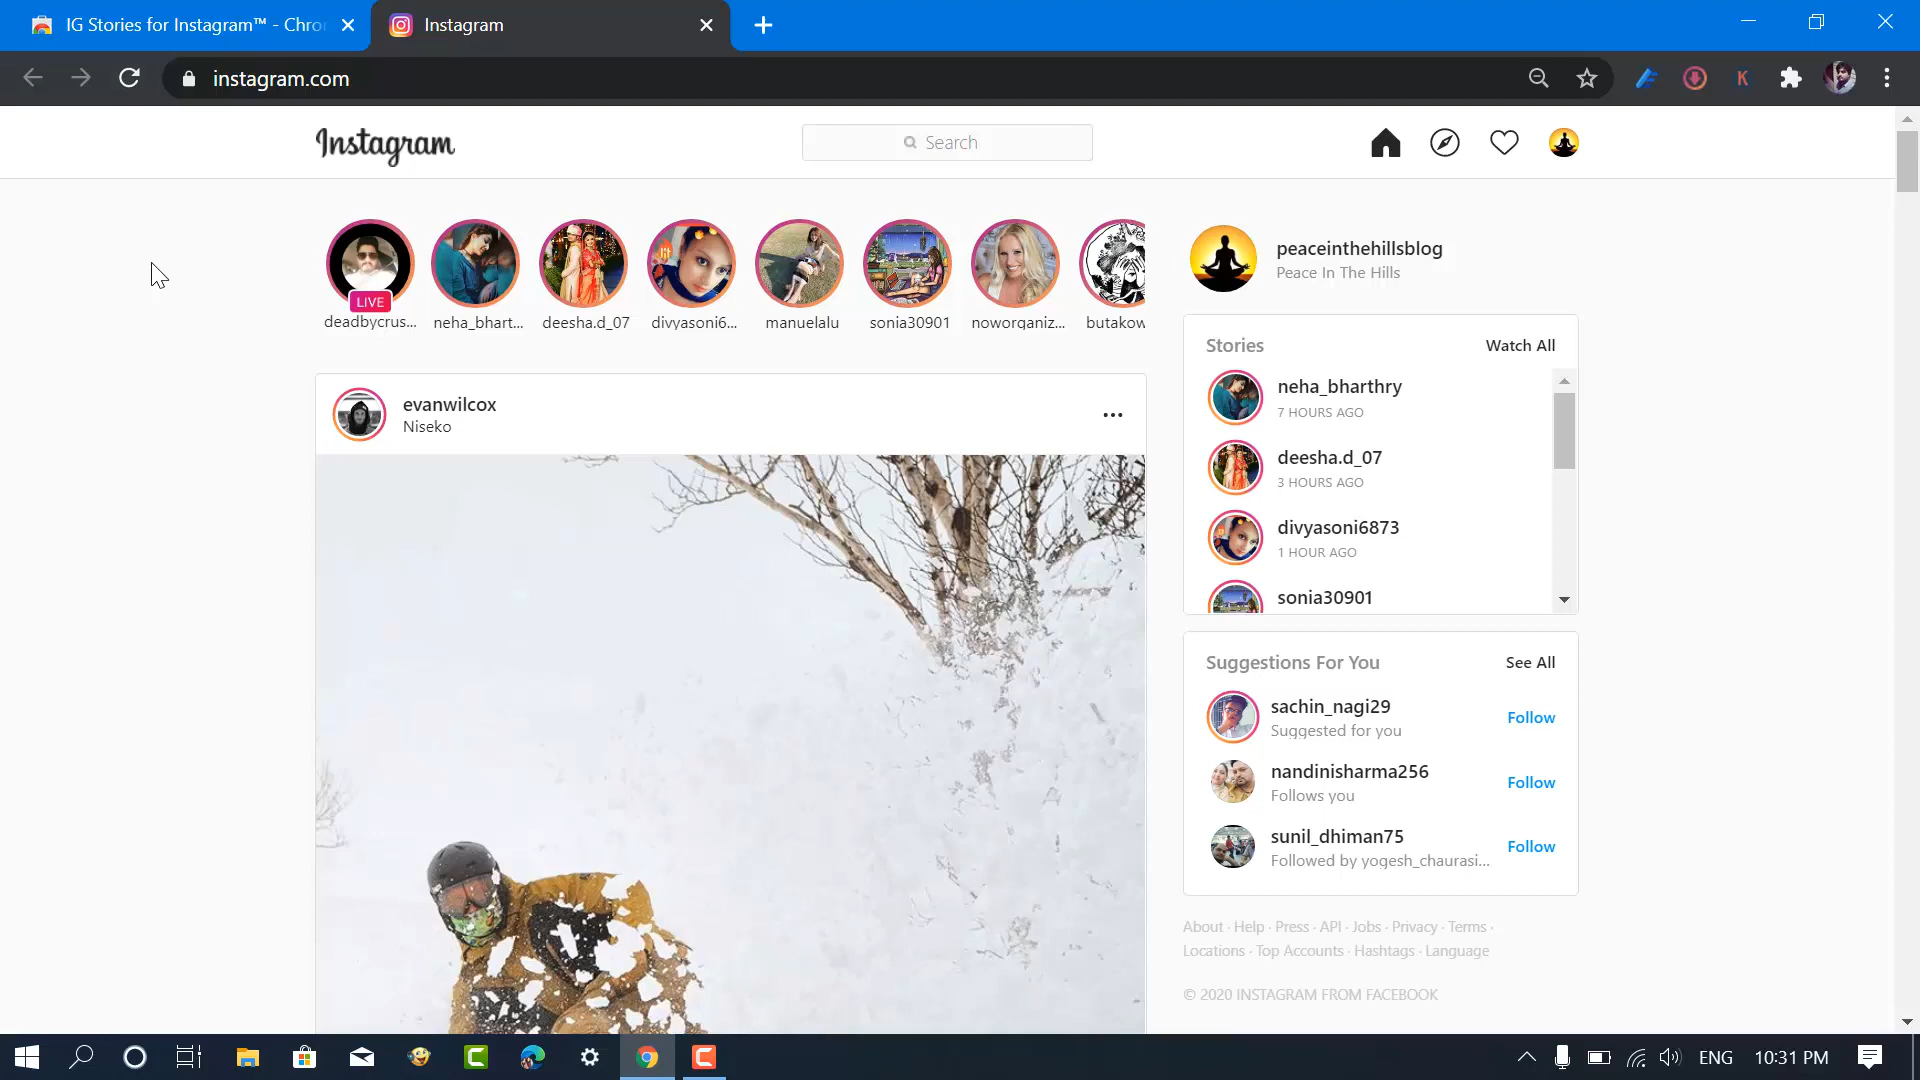 IG Stories for Instagram™ - Chro
Instagram
instagram.com
K
Instagram
Search
LIVE
deadbycrus...
neha_bhart...
deesha.d_07
divyasoni6...
manuelalu
sonia30901
noworganiz...
butakow
peaceinthehillsblog
Peace In The Hills
Stories
Watch All
neha_bharthry
7 HOURS AGO
deesha.d_07
3 HOURS AGO
divyasoni6873
1 HOUR AGO
sonia30901
evanwilcox
Niseko
Suggestions For You
See All
sachin_nagi29
Suggested for you
Follow
nandinisharma256
Follows you
Follow
sunil_dhiman75
Followed by yogesh_chaurasi...
Follow
About · Help · Press · API · Jobs · Privacy · Terms ·
Locations · Top Accounts · Hashtags · Language
© 2020 INSTAGRAM FROM FACEBOOK
ENG
10:31 PM